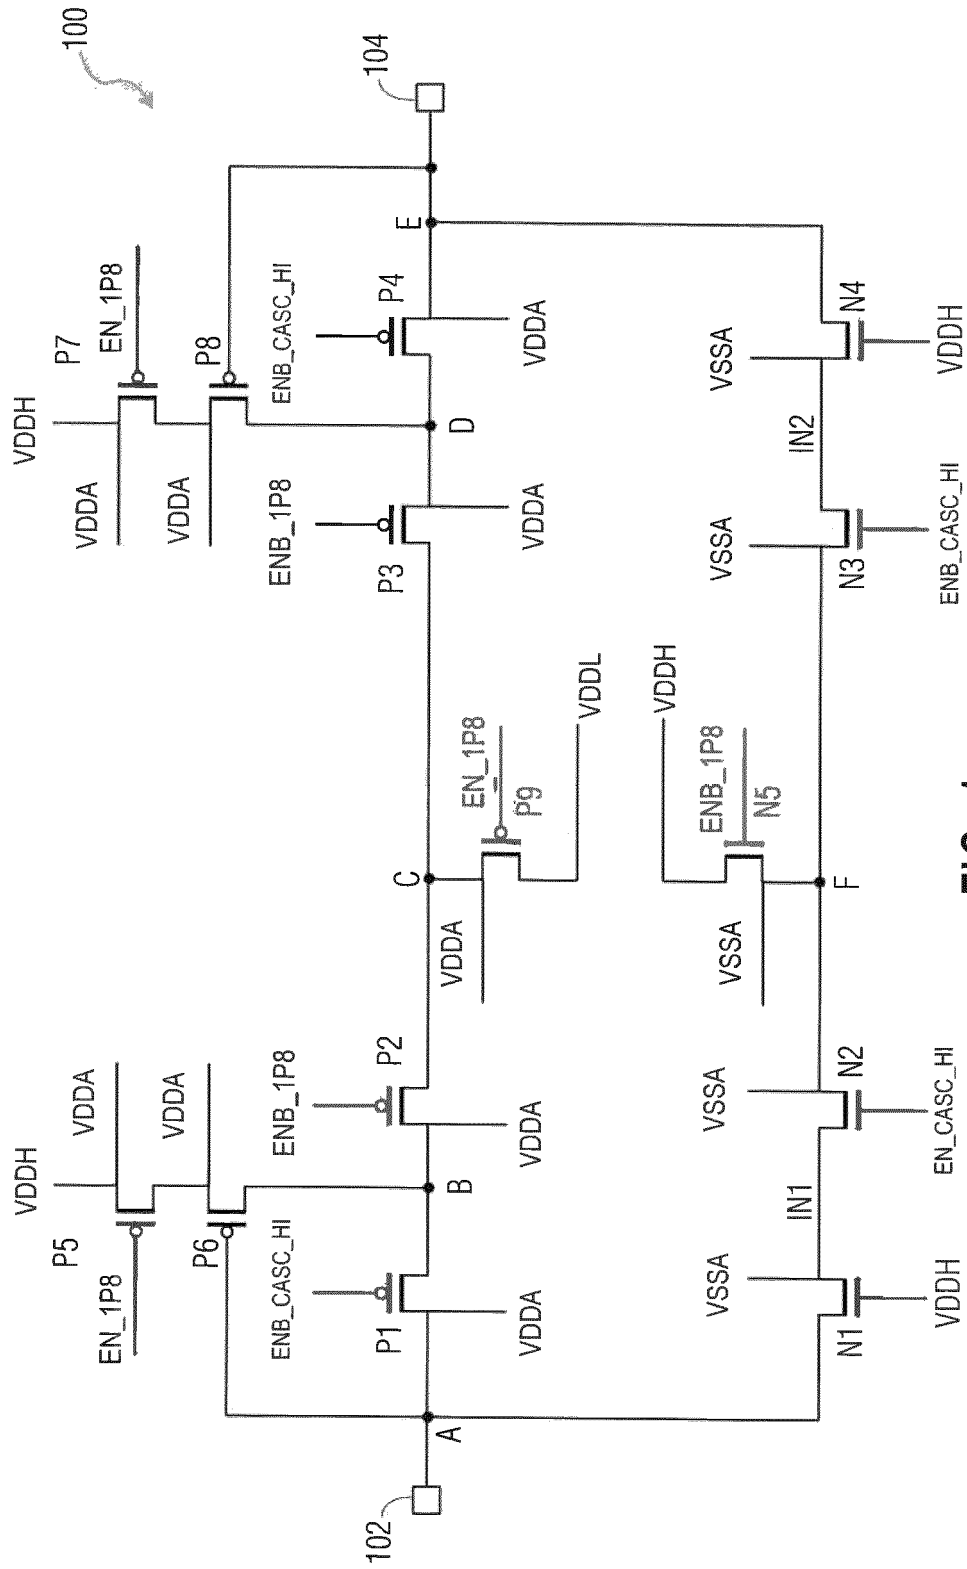 100
102
104
VDDH
VDDA
VDDA
P5
EN_1P8
P6
ENB_CASC_HI
P1
VDDA
A
B
ENB_1P8
P2
VDDA
C
VDDA
EN_1P8
P9
VDDL
ENB_1P8
P3
VDDA
D
VDDH
VDDA
VDDA
P7
EN_1P8
P8
ENB_CASC_HI
P4
VDDA
E
VSSA
N1
VDDH
IN1
VSSA
N2
EN_CASC_HI
VDDH
ENB_1P8
N5
VSSA
F
VSSA
N3
ENB_CASC_HI
IN2
VSSA
N4
VDDH